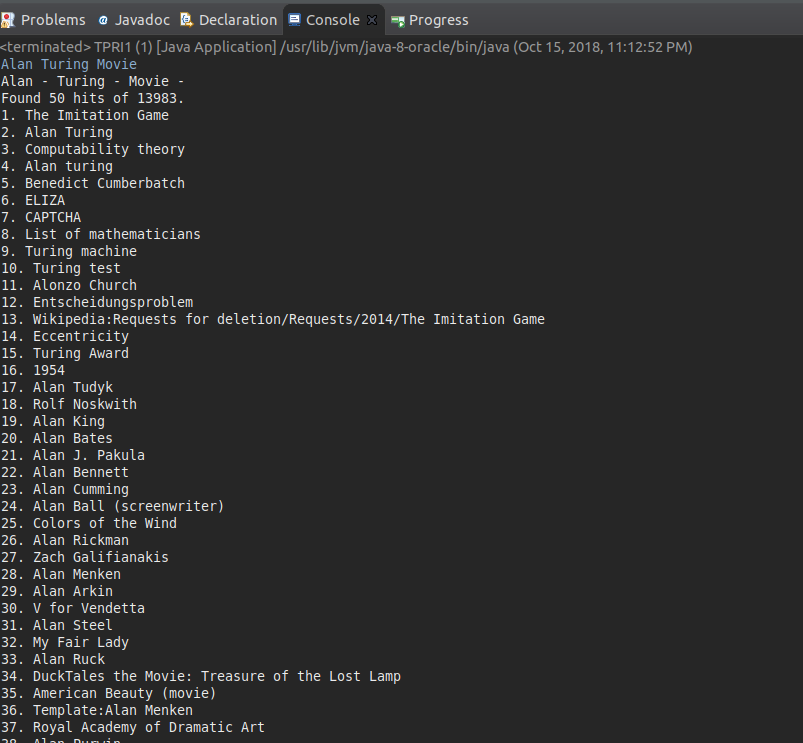 Problems @ Javadoc Declaration Console Progress
<terminated> TPRI1 (1) [Java Application] /usr/lib/jvm/java-8-oracle/bin/java (Oct 15, 2018, 11:12:52 PM)
Alan Turing Movie
Alan - Turing - Movie -
Found 50 hits of 13983.
1. The Imitation Game
2. Alan Turing
3. Computability theory
4. Alan turing
5. Benedict Cumberbatch
6. ELIZA
7. CAPTCHA
8. List of mathematicians
9. Turing machine
10. Turing test
11. Alonzo Church
12. Entscheidungsproblem
13. Wikipedia:Requests for deletion/Requests/2014/The Imitation Game
14. Eccentricity
15. Turing Award
16. 1954
17. Alan Tudyk
18. Rolf Noskwith
19. Alan King
20. Alan Bates
21. Alan J. Pakula
22. Alan Bennett
23. Alan Cumming
24. Alan Ball (screenwriter)
25. Colors of the Wind
26. Alan Rickman
27. Zach Galifianakis
28. Alan Menken
29. Alan Arkin
30. V for Vendetta
31. Alan Steel
32. My Fair Lady
33. Alan Ruck
34. DuckTales the Movie: Treasure of the Lost Lamp
35. American Beauty (movie)
36. Template:Alan Menken
37. Royal Academy of Dramatic Art
38. Alan